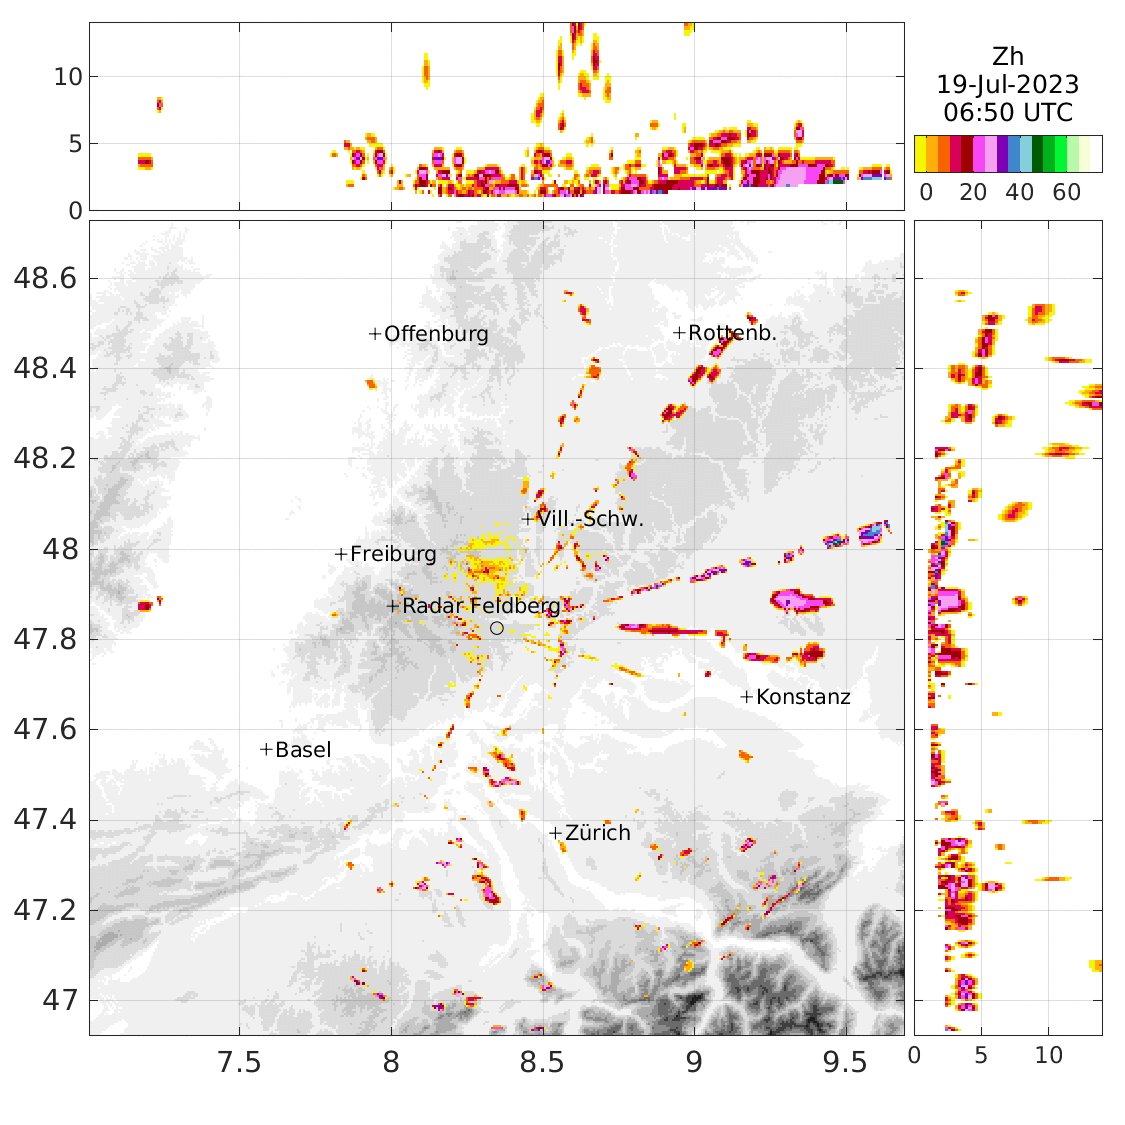 10
5
0
Zh
19-Jul-2023
06:50 UTC
0 20 40 60
48.6
48.4
48.2
48
47.8
47.6
47.4
47.2
47
+Offenburg
+Rottenb.
+Vill.-Schw.
+Freiburg
+Radar Feldberg
+Konstanz
+Basel
+Zürich
7.5 8 8.5 9 9.5
0 5 10